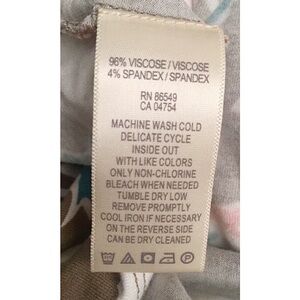 96% VISCOSE / VISCOSE
4% SPANDEX / SPANDEX
RN 86549
CA 04754
MACHINE WASH COLD
DELICATE CYCLE
INSIDE OUT
WITH LIKE COLORS
ONLY NON-CHLORINE
BLEACH WHEN NEEDED
TUMBLE DRY LOW
REMOVE PROMPTLY
COOL IRON IF NECESSARY
ON THE REVERSE SIDE
CAN BE DRY CLEANED